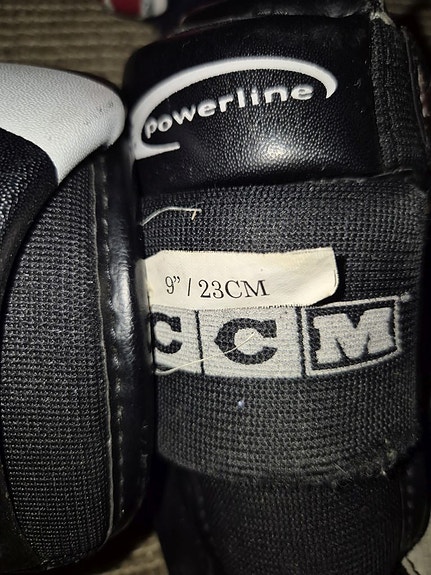 powerline
9" / 23CM
CCM